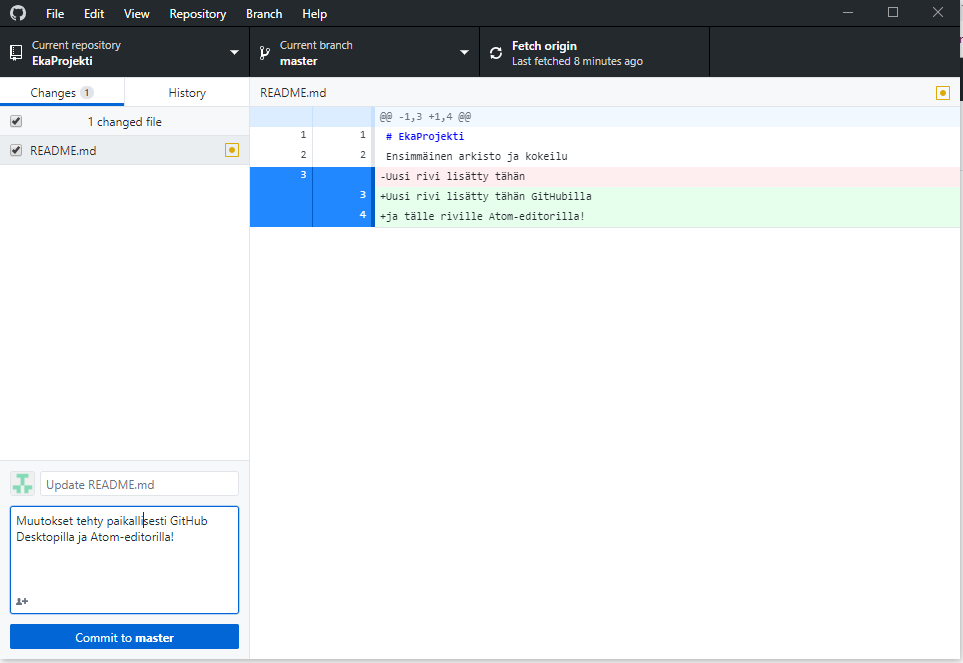 File Edit View Repository Branch Help
Current repository
EkaProjekti
Current branch
master
Fetch origin
Last fetched 8 minutes ago
Changes 1
History
1 changed file
README.md
README.md
@@ -1,3 +1,4 @@
1 1 # EkaProjekti
2 2 Ensimmäinen arkisto ja kokeilu
3 -Uusi rivi lisätty tähän
3 +Uusi rivi lisätty tähän GitHubilla
4 +ja tälle riville Atom-editorilla!
Update README.md
Muutokset tehty paikallisesti GitHub
Desktopilla ja Atom-editorilla!
Commit to master